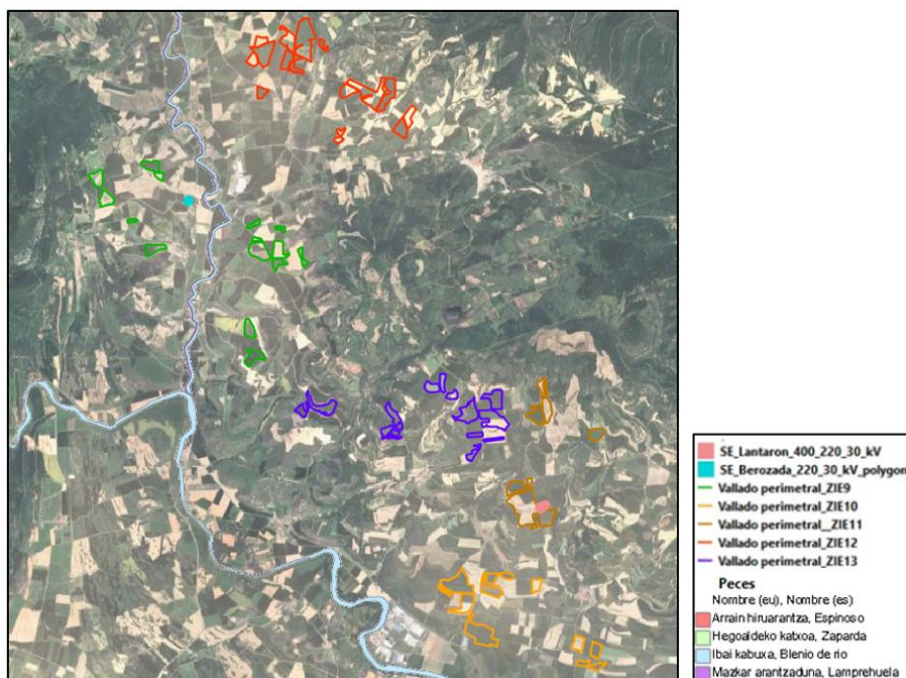 SE_Lantaron_400_220_30_kV
SE_Berozada_220_30_kV_polygon
Vallado perimetral_ZIE9
Vallado perimetral_ZIE10
Vallado perimetral__ZIE11
Vallado perimetral_ZIE12
Vallado perimetral_ZIE13
Peces
Nombre (eu), Nombre (es)
Arrain hiruarantza, Espinoso
Hegoaldeko katxoa, Zaparda
Ibai kabuxa, Blenio de rio
Mazkar arantzaduna, Lamprehuela